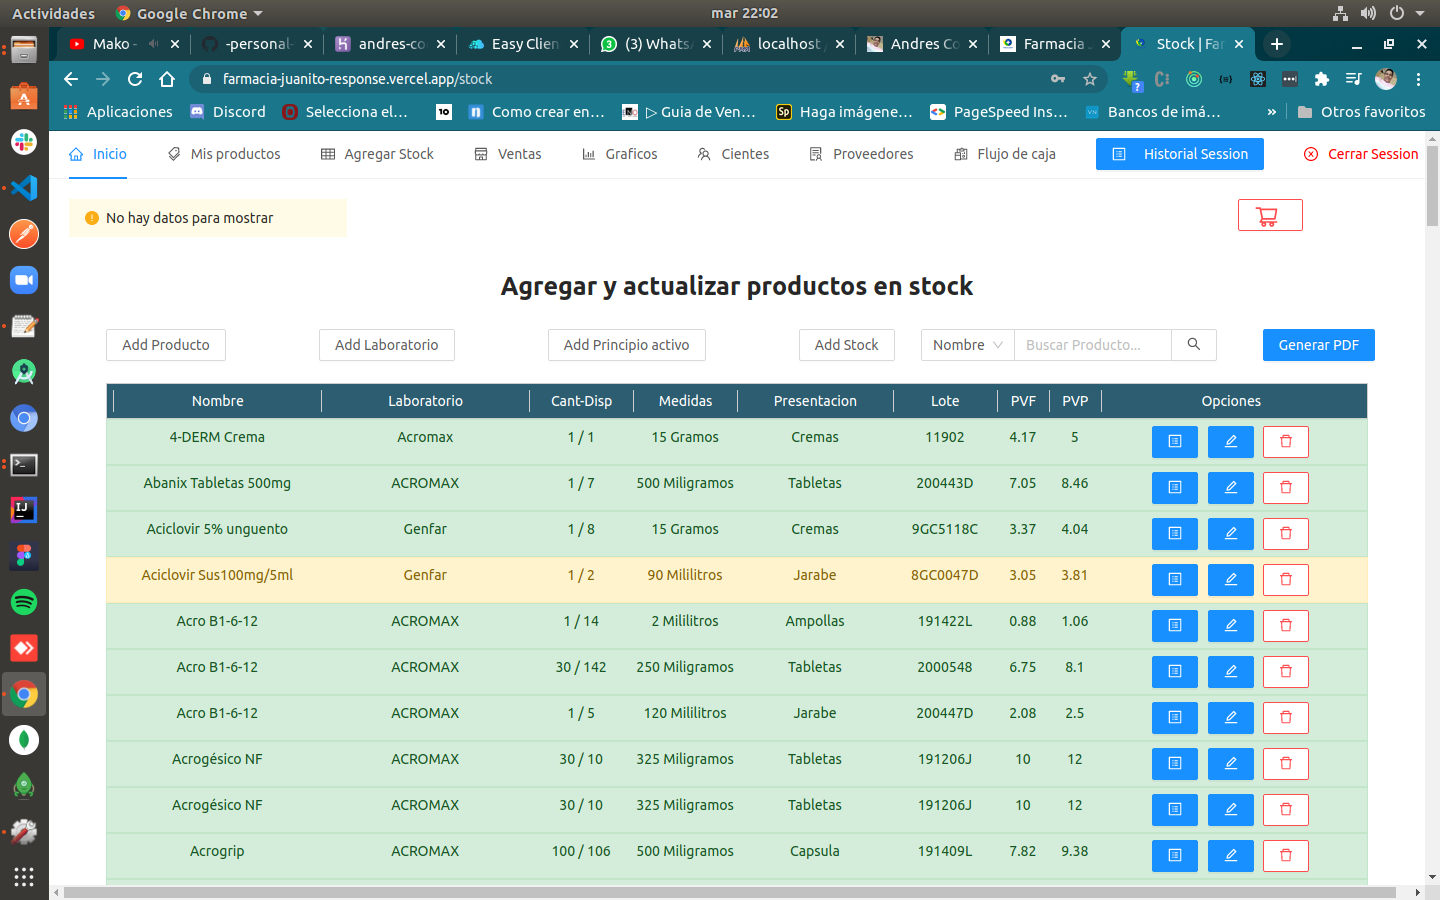 Actividades Google Chrome mar 22:02
Mako - -personal- andres-co Easy Clien (3) Whats localhost / Andres Co Farmacia Stock | Far
farmacia-juanito-response.vercel.app/stock
Aplicaciones Discord Selecciona el... 10 Como crear en... ▷ Guia de Ven... Sp Haga imágene... PageSpeed Ins... Bancos de imá... » Otros favoritos
Inicio Mis productos Agregar Stock Ventas Graficos Cientes Proveedores Flujo de caja Historial Session Cerrar Session
No hay datos para mostrar
Agregar y actualizar productos en stock
Add Producto Add Laboratorio Add Principio activo Add Stock Nombre Buscar Producto... Generar PDF
Nombre Laboratorio Cant-Disp Medidas Presentacion Lote PVF PVP Opciones
4-DERM Crema Acromax 1 / 1 15 Gramos Cremas 11902 4.17 5
Abanix Tabletas 500mg ACROMAX 1 / 7 500 Miligramos Tabletas 200443D 7.05 8.46
Aciclovir 5% unguento Genfar 1 / 8 15 Gramos Cremas 9GC5118C 3.37 4.04
Aciclovir Sus100mg/5ml Genfar 1 / 2 90 Mililitros Jarabe 8GC0047D 3.05 3.81
Acro B1-6-12 ACROMAX 1 / 14 2 Mililitros Ampollas 191422L 0.88 1.06
Acro B1-6-12 ACROMAX 30 / 142 250 Miligramos Tabletas 2000548 6.75 8.1
Acro B1-6-12 ACROMAX 1 / 5 120 Mililitros Jarabe 200447D 2.08 2.5
Acrogésico NF ACROMAX 30 / 10 325 Miligramos Tabletas 191206J 10 12
Acrogésico NF ACROMAX 30 / 10 325 Miligramos Tabletas 191206J 10 12
Acrogrip ACROMAX 100 / 106 500 Miligramos Capsula 191409L 7.82 9.38